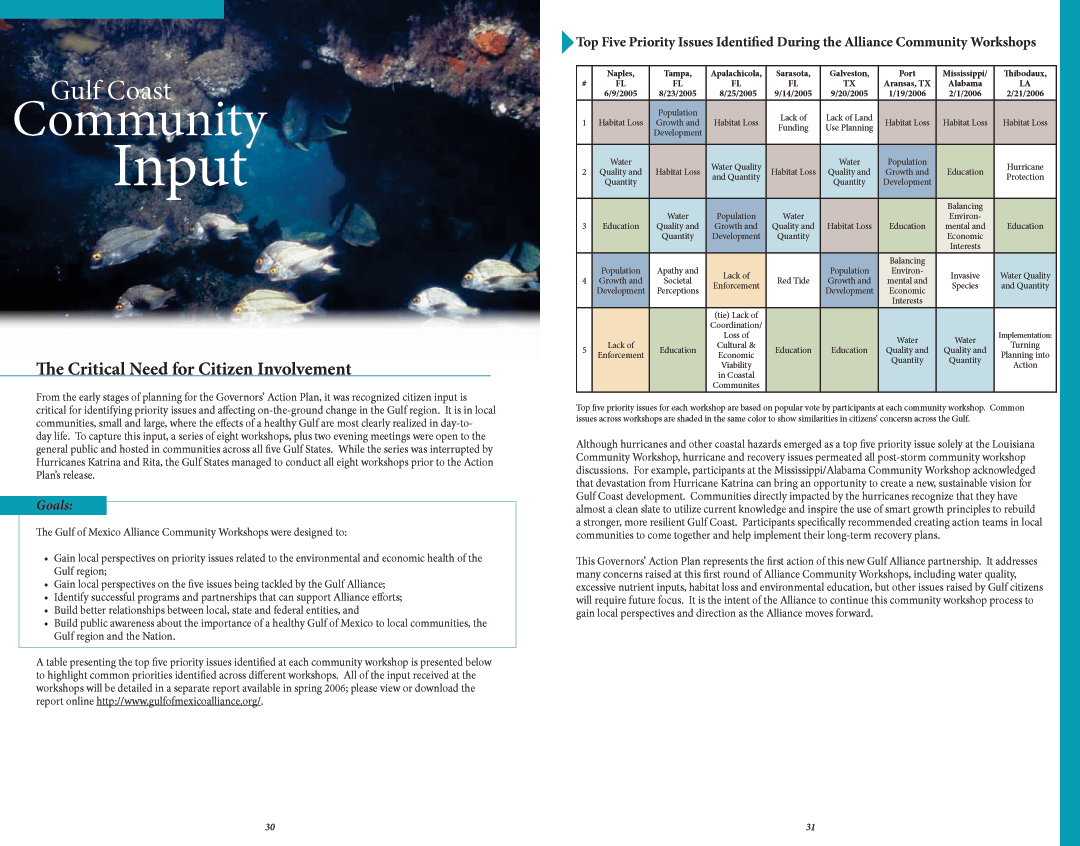 Gulf Coast
Community
Input
The Critical Need for Citizen Involvement
From the early stages of planning for the Governors' Action Plan, it was recognized citizen input is
critical for identifying priority issues and affecting on-the-ground change in the Gulf region.  It is in local
communities, small and large, where the effects of a healthy Gulf are most clearly realized in day-to-
day life.  To capture this input, a series of eight workshops, plus two evening meetings were open to the
general public and hosted in communities across all five Gulf States.  While the series was interrupted by
Hurricanes Katrina and Rita, the Gulf States managed to conduct all eight workshops prior to the Action
Plan's release.
Goals:
The Gulf of Mexico Alliance Community Workshops were designed to:
• Gain local perspectives on priority issues related to the environmental and economic health of the
Gulf region;
• Gain local perspectives on the five issues being tackled by the Gulf Alliance;
• Identify successful programs and partnerships that can support Alliance efforts;
• Build better relationships between local, state and federal entities, and
• Build public awareness about the importance of a healthy Gulf of Mexico to local communities, the
Gulf region and the Nation.
A table presenting the top five priority issues identified at each community workshop is presented below
to highlight common priorities identified across different workshops.  All of the input received at the
workshops will be detailed in a separate report available in spring 2006; please view or download the
report online http://www.gulfofmexicoalliance.org/.
30
Top Five Priority Issues Identified During the Alliance Community Workshops
#
Naples,
FL
6/9/2005
Tampa,
FL
8/23/2005
Apalachicola,
FL
8/25/2005
Sarasota,
FL
9/14/2005
Galveston,
TX
9/20/2005
Port
Aransas, TX
1/19/2006
Mississippi/
Alabama
2/1/2006
Thibodaux,
LA
2/21/2006
1
Habitat Loss
Population
Growth and
Development
Habitat Loss
Lack of
Funding
Lack of Land
Use Planning
Habitat Loss
Habitat Loss
Habitat Loss
2
Water
Quality and
Quantity
Habitat Loss
Water Quality
and Quantity
Habitat Loss
Water
Quality and
Quantity
Population
Growth and
Development
Education
Hurricane
Protection
3
Education
Water
Quality and
Quantity
Population
Growth and
Development
Water
Quality and
Quantity
Habitat Loss
Education
Balancing
Environ-
mental and
Economic
Interests
Education
4
Population
Growth and
Development
Apathy and
Societal
Perceptions
Lack of
Enforcement
Red Tide
Population
Growth and
Development
Balancing
Environ-
mental and
Economic
Interests
Invasive
Species
Water Quality
and Quantity
5
Lack of
Enforcement
Education
(tie) Lack of
Coordination/
Loss of
Cultural &
Economic
Viability
in Coastal
Communites
Education
Education
Water
Quality and
Quantity
Water
Quality and
Quantity
Implementation:
Turning
Planning into
Action
Top five priority issues for each workshop are based on popular vote by participants at each community workshop.  Common
issues across workshops are shaded in the same color to show similarities in citizens' concersn across the Gulf.
Although hurricanes and other coastal hazards emerged as a top five priority issue solely at the Louisiana
Community Workshop, hurricane and recovery issues permeated all post-storm community workshop
discussions.  For example, participants at the Mississippi/Alabama Community Workshop acknowledged
that devastation from Hurricane Katrina can bring an opportunity to create a new, sustainable vision for
Gulf Coast development.  Communities directly impacted by the hurricanes recognize that they have
almost a clean slate to utilize current knowledge and inspire the use of smart growth principles to rebuild
a stronger, more resilient Gulf Coast.  Participants specifically recommended creating action teams in local
communities to come together and help implement their long-term recovery plans.
This Governors' Action Plan represents the first action of this new Gulf Alliance partnership.  It addresses
many concerns raised at this first round of Alliance Community Workshops, including water quality,
excessive nutrient inputs, habitat loss and environmental education, but other issues raised by Gulf citizens
will require future focus.  It is the intent of the Alliance to continue this community workshop process to
gain local perspectives and direction as the Alliance moves forward.
31